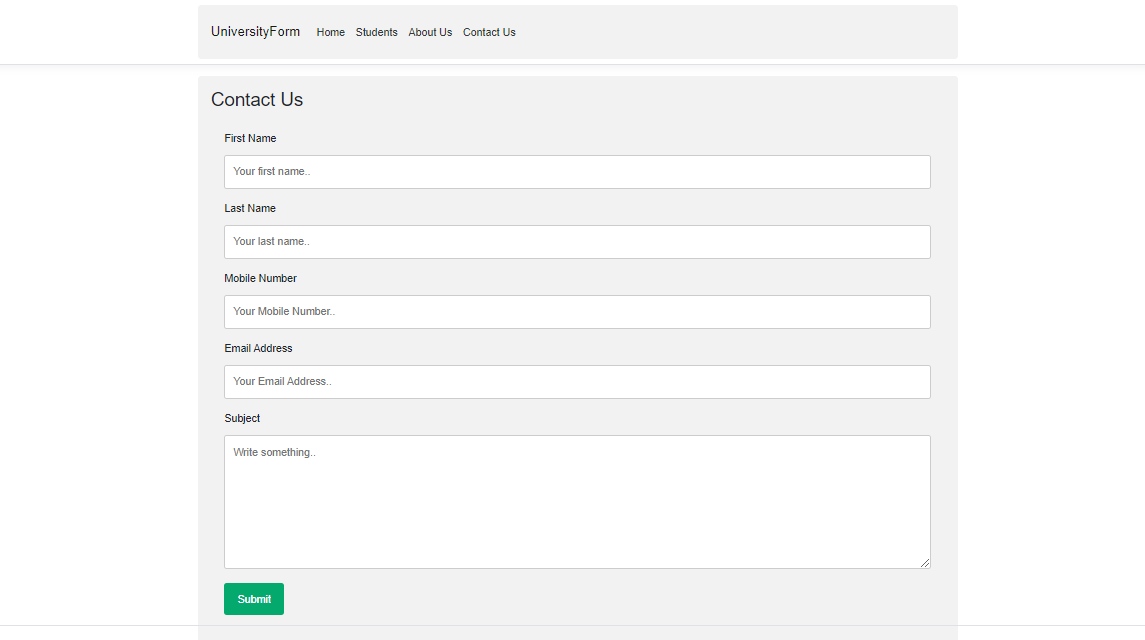 UniversityForm Home Students About Us Contact Us
Contact Us
First Name
Your first name..
Last Name
Your last name..
Mobile Number
Your Mobile Number..
Email Address
Your Email Address..
Subject
Write something..
Submit